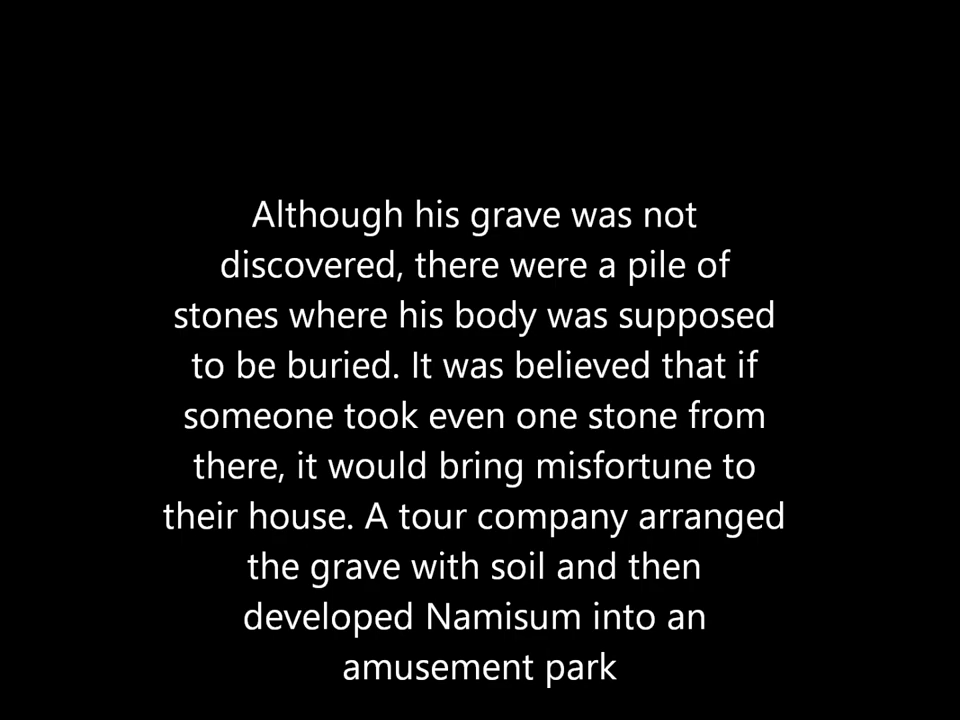 Although his grave was not
discovered, there were a pile of
stones where his body was supposed
to be buried. It was believed that if
someone took even one stone from
there, it would bring misfortune to
their house. A tour company arranged
the grave with soil and then
developed Namisum into an
amusement park